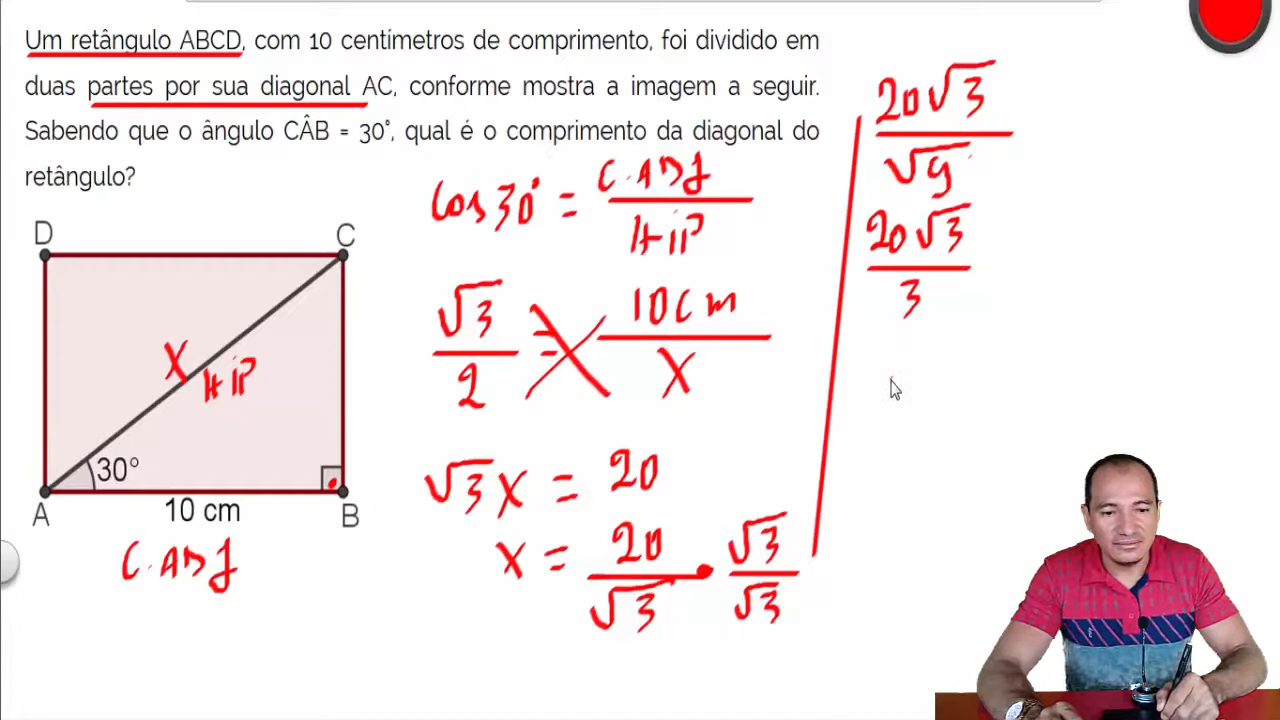 Um retângulo ABCD, com 10 centímetros de comprimento, foi dividido em
duas partes por sua diagonal AC, conforme mostra a imagem a seguir.
Sabendo que o ângulo CÂB = 30°, qual é o comprimento da diagonal do
retângulo?
D
C
X
HIP
30°
A
10 cm
B
C.ADJ
cos 30° = C.ADJ / HIP
√3 / 2 = 10cm / X
√3 X = 20
X = 20 / √3 • √3 / √3
20√3 / √9
20√3 / 3